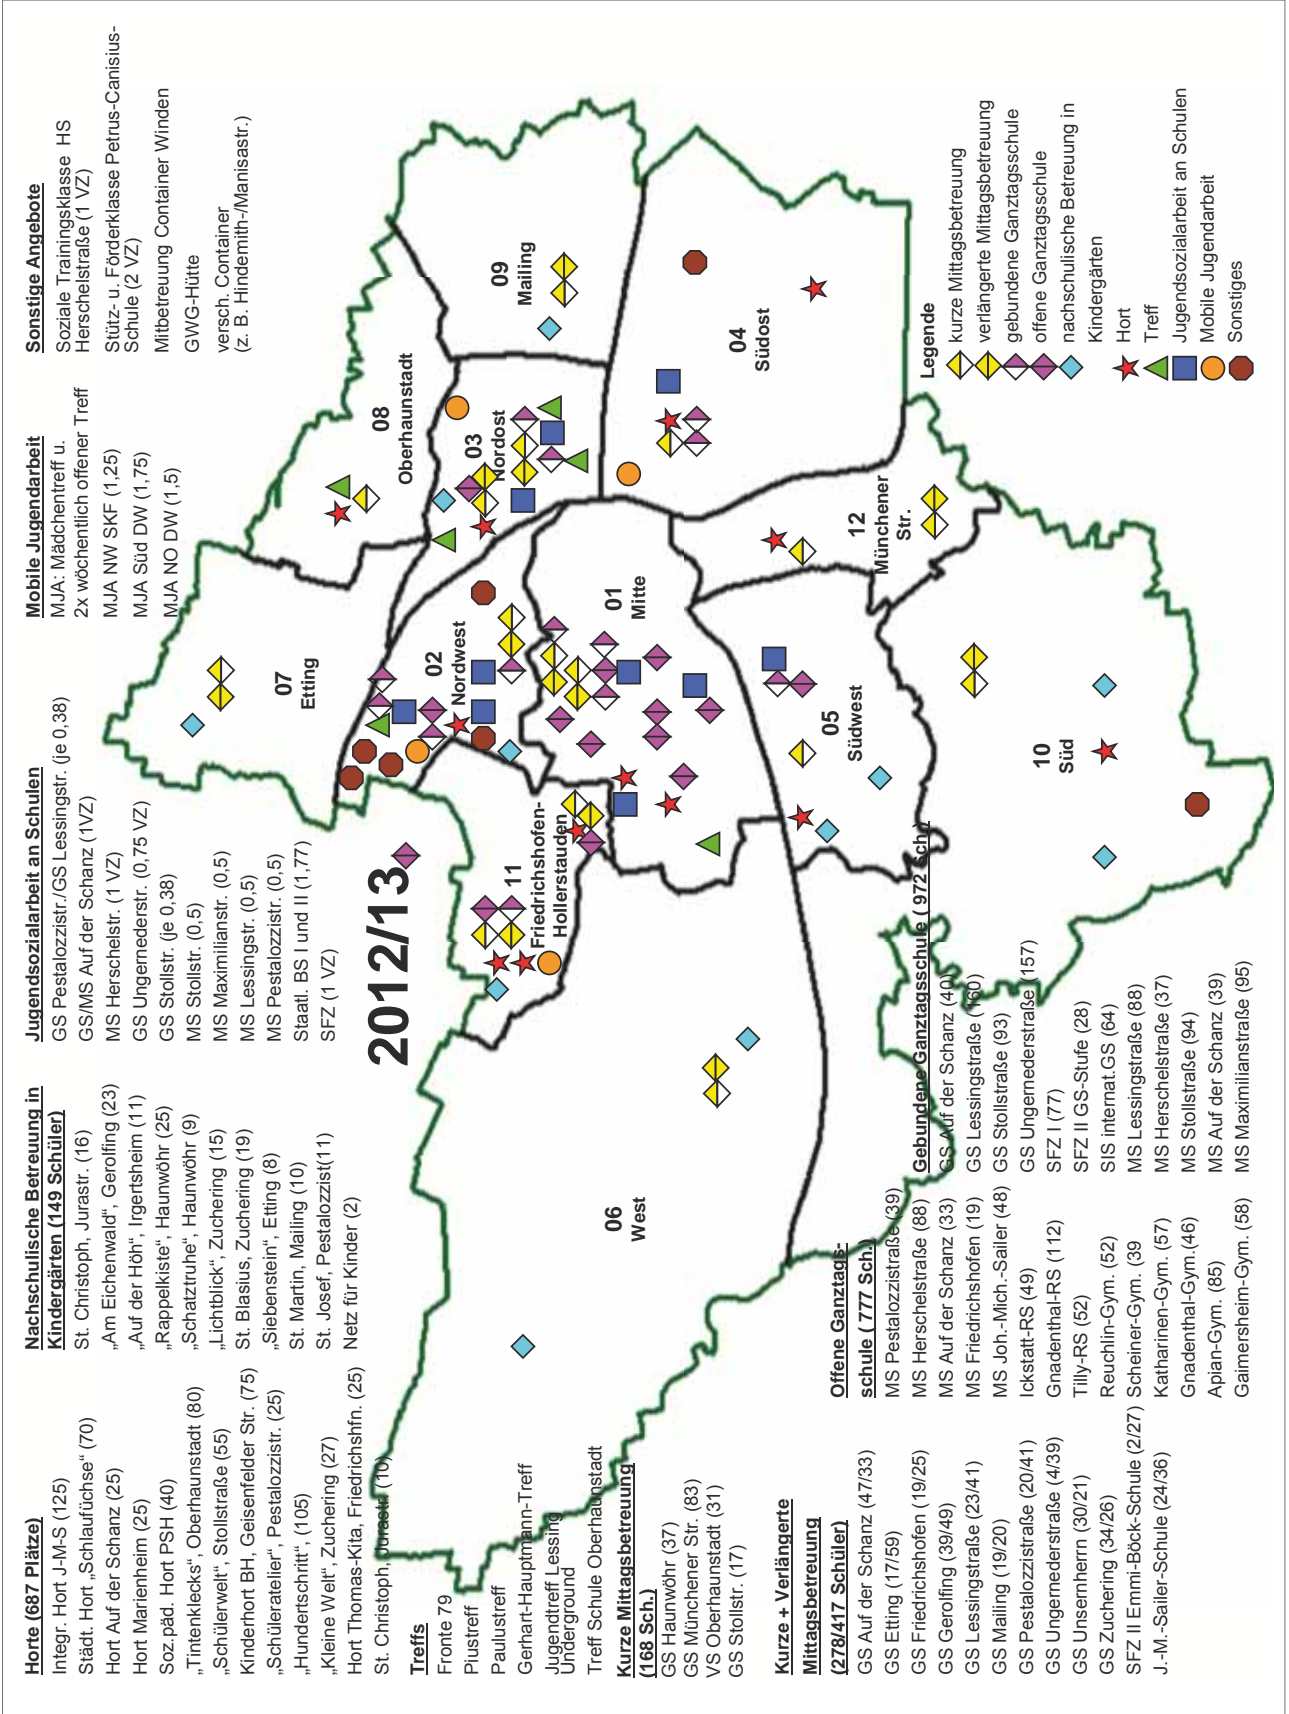 Horte (687 Plätze)
Integr. Hort J-M-S (125)
Städt. Hort „Schlaufüchse“ (70)
Hort Auf der Schanz (25)
Hort Marienheim (25)
Soz.päd. Hort PSH (40)
„Tintenklecks“, Oberhaunstadt (80)
„Schülerwelt“, Stollstraße (55)
Kinderhort BH, Geisenfelder Str. (75)
„Schüleratelier“, Pestalozzistr. (25)
„Hundertschritt“, (105)
„Kleine Welt“, Zuchering (27)
Hort Thomas-Kita, Friedrichshfn. (25)
St. Christoph, Jurastr. (10)
Treffs
Fronte 79
Piustreff
Paulustreff
Gerhart-Hauptmann-Treff
Jugendtreff Lessing
Underground
Treff Schule Oberhaunstadt
Kurze Mittagsbetreuung
(168 Sch.)
GS Haunwöhr (37)
GS Münchener Str. (83)
VS Oberhaunstadt (31)
GS Stollstr. (17)
Kurze + Verlängerte
Mittagsbetreuung
(278/417 Schüler)
GS Auf der Schanz (47/33)
GS Etting (17/59)
GS Friedrichshofen (19/25)
GS Gerolfing (39/49)
GS Lessingstraße (23/41)
GS Mailing (19/20)
GS Pestalozzistraße (20/41)
GS Ungernederstraße (4/39)
GS Unsernherrn (30/21)
GS Zuchering (34/26)
SFZ II Emmi-Böck-Schule (2/27)
J.-M.-Sailer-Schule (24/36)
Nachschulische Betreuung in
Kindergärten (149 Schüler)
St. Christoph, Jurastr. (16)
„Am Eichenwald“, Gerolfing (23)
„Auf der Höh“, Irgertsheim (11)
„Rappelkiste“, Haunwöhr (25)
„Schatztruhe“, Haunwöhr (9)
„Lichtblick“, Zuchering (15)
St. Blasius, Zuchering (19)
„Siebenstein“, Etting (8)
St. Martin, Mailing (10)
St. Josef, Pestalozzist(11)
Netz für Kinder (2)
Offene Ganztags-
schule ( 777 Sch.)
MS Pestalozzistraße (39)
MS Herschelstraße (88)
MS Auf der Schanz (33)
MS Friedrichshofen (19)
MS Joh.-Mich.-Sailer (48)
Ickstatt-RS (49)
Gnadenthal-RS (112)
Tilly-RS (52)
Reuchlin-Gym. (52)
Scheiner-Gym. (39
Katharinen-Gym. (57)
Gnadenthal-Gym.(46)
Apian-Gym. (85)
Gaimersheim-Gym. (58)
Jugendsozialarbeit an Schulen
GS Pestalozzistr./GS Lessingstr. (je 0,38)
GS/MS Auf der Schanz (1VZ)
MS Herschelstr. (1 VZ)
GS Ungernederstr. (0,75 VZ)
GS Stollstr. (je 0,38)
MS Stollstr. (0,5)
MS Maximilianstr. (0,5)
MS Lessingstr. (0,5)
MS Pestalozzistr. (0,5)
Staatl. BS I und II (1,77)
SFZ (1 VZ)
2012/13
Gebundene Ganztagsschule ( 972 Sch.)
GS Auf der Schanz (40)
GS Lessingstraße (160)
GS Stollstraße (93)
GS Ungernederstraße (157)
SFZ I (77)
SFZ II GS-Stufe (28)
SIS internat.GS (64)
MS Lessingstraße (88)
MS Herschelstraße (37)
MS Stollstraße (94)
MS Auf der Schanz (39)
MS Maximilianstraße (95)
Mobile Jugendarbeit
MJA: Mädchentreff u.
2x wöchentlich offener Treff
MJA NW SKF (1,25)
MJA Süd DW (1,75)
MJA NO DW (1,5)
Sonstige Angebote
Soziale Trainingsklasse HS
Herschelstraße (1 VZ)
Stütz- u. Förderklasse Petrus-Canisius-
Schule (2 VZ)
Mitbetreuung Container Winden
GWG-Hütte
versch. Container
(z. B. Hindemith-/Manisastr.)
07
Etting
08
Oberhaunstadt
09
Mailing
02
Nordwest
03
Nordost
11
Friedrichshofen-
Hollerstauden
01
Mitte
04
Südost
06
West
05
Südwest
12
Münchener
Str.
10
Süd
Legende
kurze Mittagsbetreuung
verlängerte Mittagsbetreuung
gebundene Ganztagsschule
offene Ganztagsschule
nachschulische Betreuung in
Kindergärten
Hort
Treff
Jugendsozialarbeit an Schulen
Mobile Jugendarbeit
Sonstiges